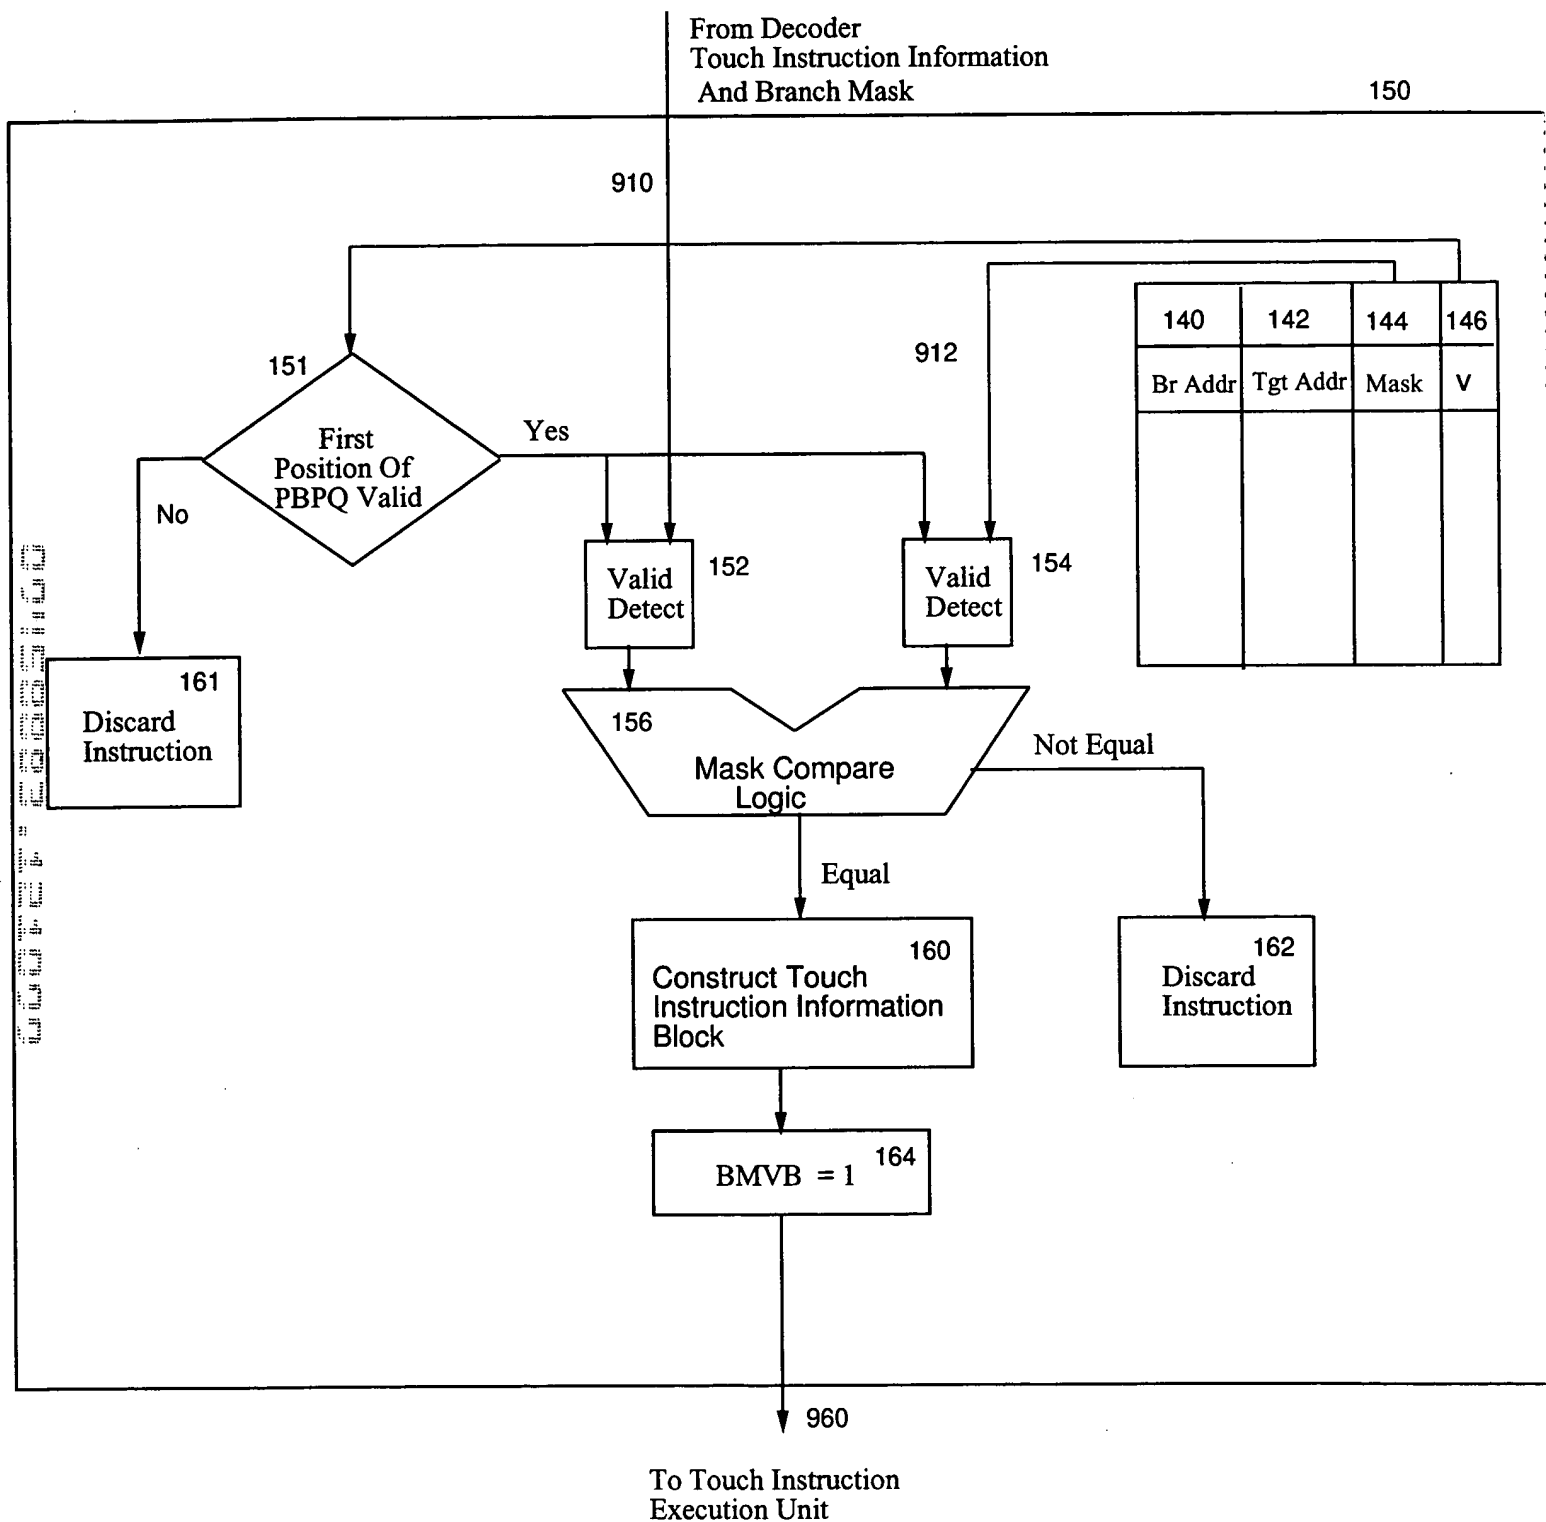 From Decoder
Touch Instruction Information
And Branch Mask
150
910
912
140 142 144 146
Br Addr Tgt Addr Mask V
151
First
Position Of
PBPQ Valid
Yes
No
Valid
Detect
152
Valid
Detect
154
161
Discard
Instruction
156
Mask Compare
Logic
Not Equal
Equal
160
Construct Touch
Instruction Information
Block
162
Discard
Instruction
164
BMVB = 1
960
To Touch Instruction
Execution Unit